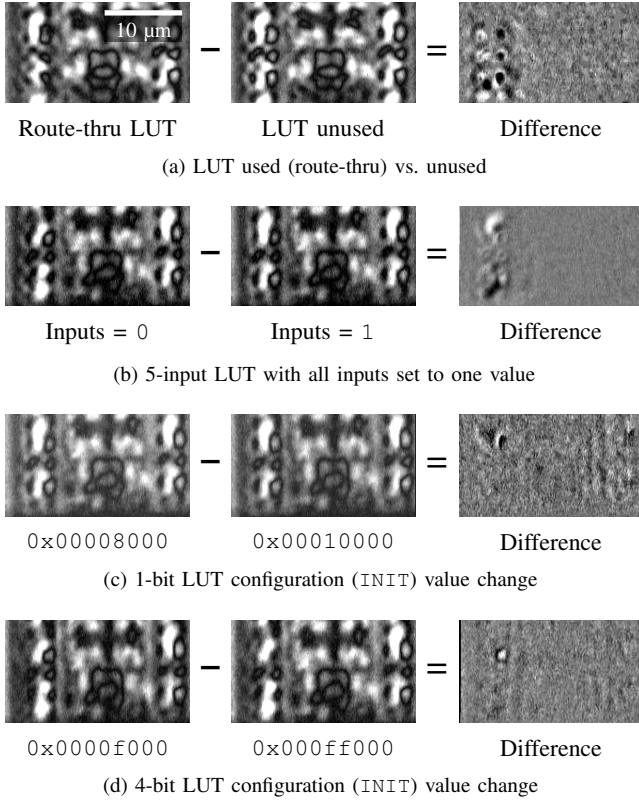 10 µm
− =
Route-thru LUT LUT unused Difference
(a) LUT used (route-thru) vs. unused
− =
Inputs = 0 Inputs = 1 Difference
(b) 5-input LUT with all inputs set to one value
− =
0x00008000 0x00010000 Difference
(c) 1-bit LUT configuration (INIT) value change
− =
0x0000f000 0x000ff000 Difference
(d) 4-bit LUT configuration (INIT) value change